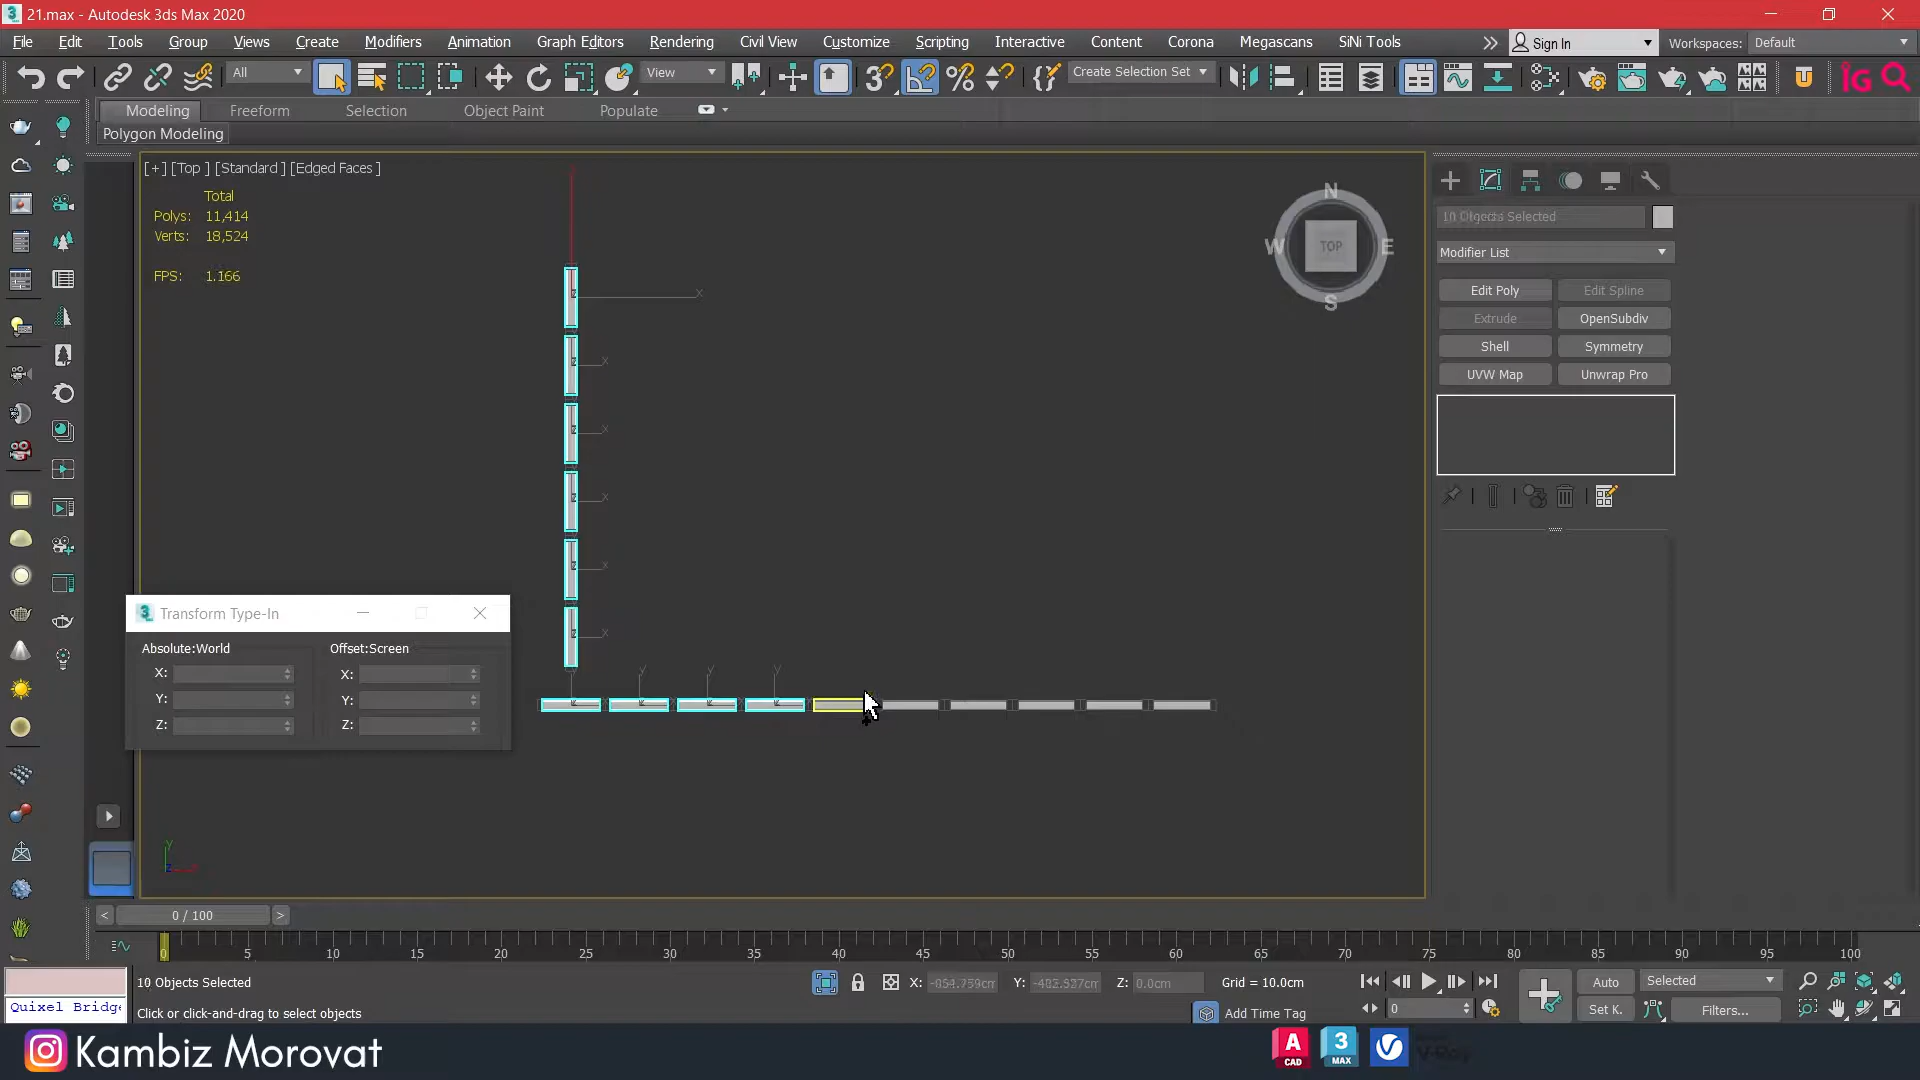 21.max - Autodesk 3ds Max 2020
File Edit Tools Group Views Create Modifiers Animation Graph Editors Rendering Civil View Customize Scripting Interactive Content Corona Megascans SiNi Tools Sign In Workspaces: Default
All View Create Selection Set IG
Modeling Freeform Selection Object Paint Populate
Polygon Modeling
[+] [Top ] [Standard ] [Edged Faces ]
Total
Polys: 11,414
Verts: 18,524
FPS: 1.166
N
W TOP E
S
10 Objects Selected
Modifier List
Edit Poly Edit Spline
Extrude OpenSubdiv
Shell Symmetry
UVW Map Unwrap Pro
Transform Type-In
Absolute:World Offset:Screen
X: X:
Y: Y:
Z: Z:
< 0 / 100 >
0 5 10 15 20 25 30 35 40 45 50 55 60 65 70 75 80 85 90 95 100
10 Objects Selected X: Y: Z: 0.0cm Grid = 10.0cm Auto Selected
Quixel Bridge Click or click-and-drag to select objects Add Time Tag 0 Set K. Filters...
Kambiz Morovat A CAD 3 MAX